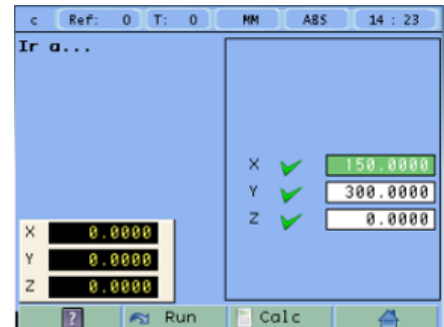 c Ref: 0 T: 0 MM ABS 14 : 23
Ir a...
X 150.0000
Y 300.0000
Z 0.0000
X 0.0000
Y 0.0000
Z 0.0000
? Run Calc